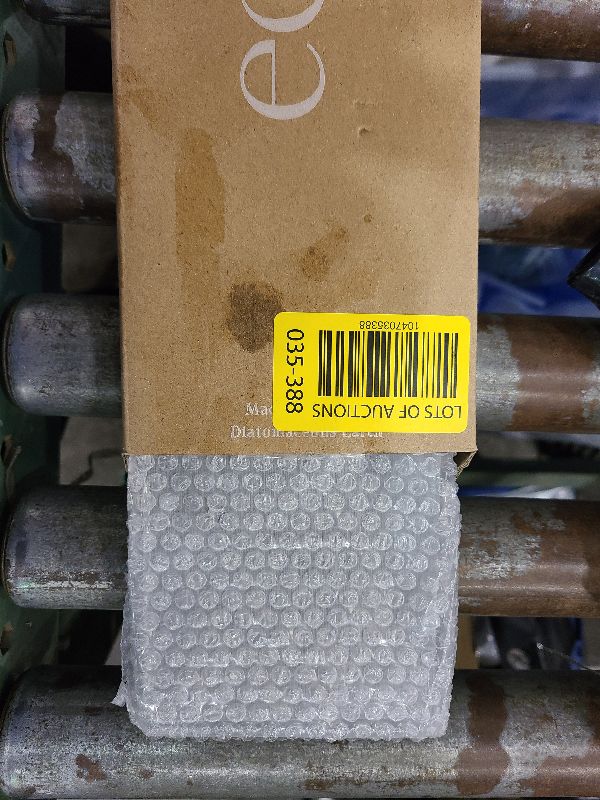 ec
1047035388
035-388
LOTS OF AUCTIONS
Diatomaceous Earth